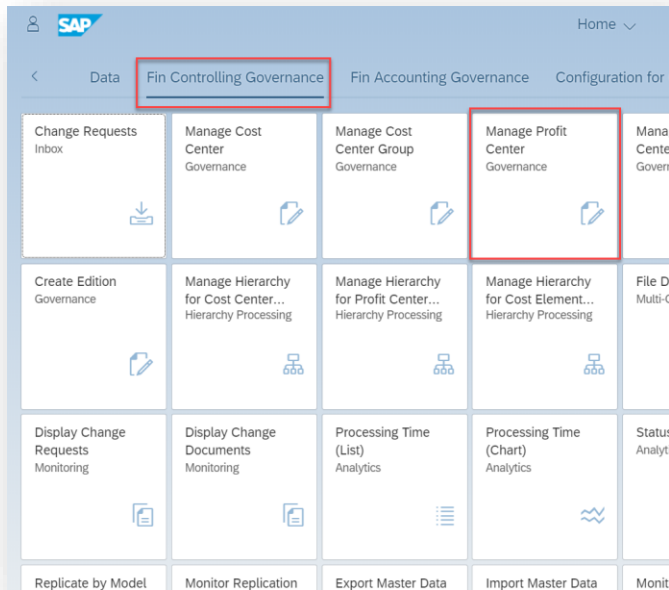 SAP
Home
Data
Fin Controlling Governance
Fin Accounting Governance
Configuration for
Change Requests
Inbox
Manage Cost
Center
Governance
Manage Cost
Center Group
Governance
Manage Profit
Center
Governance
Create Edition
Governance
Manage Hierarchy
for Cost Center...
Hierarchy Processing
Manage Hierarchy
for Profit Center...
Hierarchy Processing
Manage Hierarchy
for Cost Element...
Hierarchy Processing
File D
Display Change
Requests
Monitoring
Display Change
Documents
Monitoring
Processing Time
(List)
Analytics
Processing Time
(Chart)
Analytics
Status
Replicate by Model
Monitor Replication
Export Master Data
Import Master Data